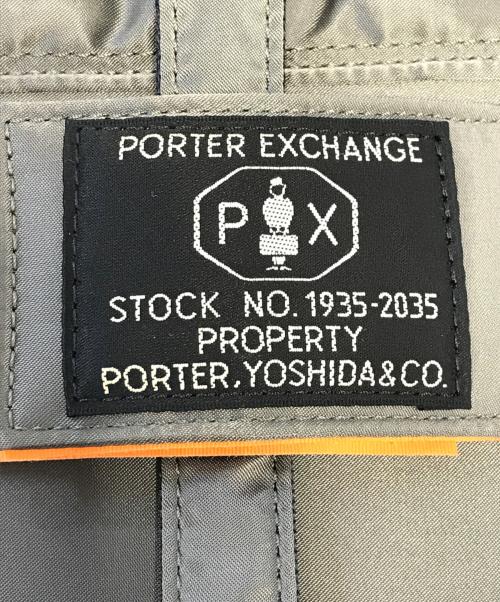 PORTER EXCHANGE
P X
STOCK NO. 1935-2035
PROPERTY
PORTER, YOSHIDA&CO.